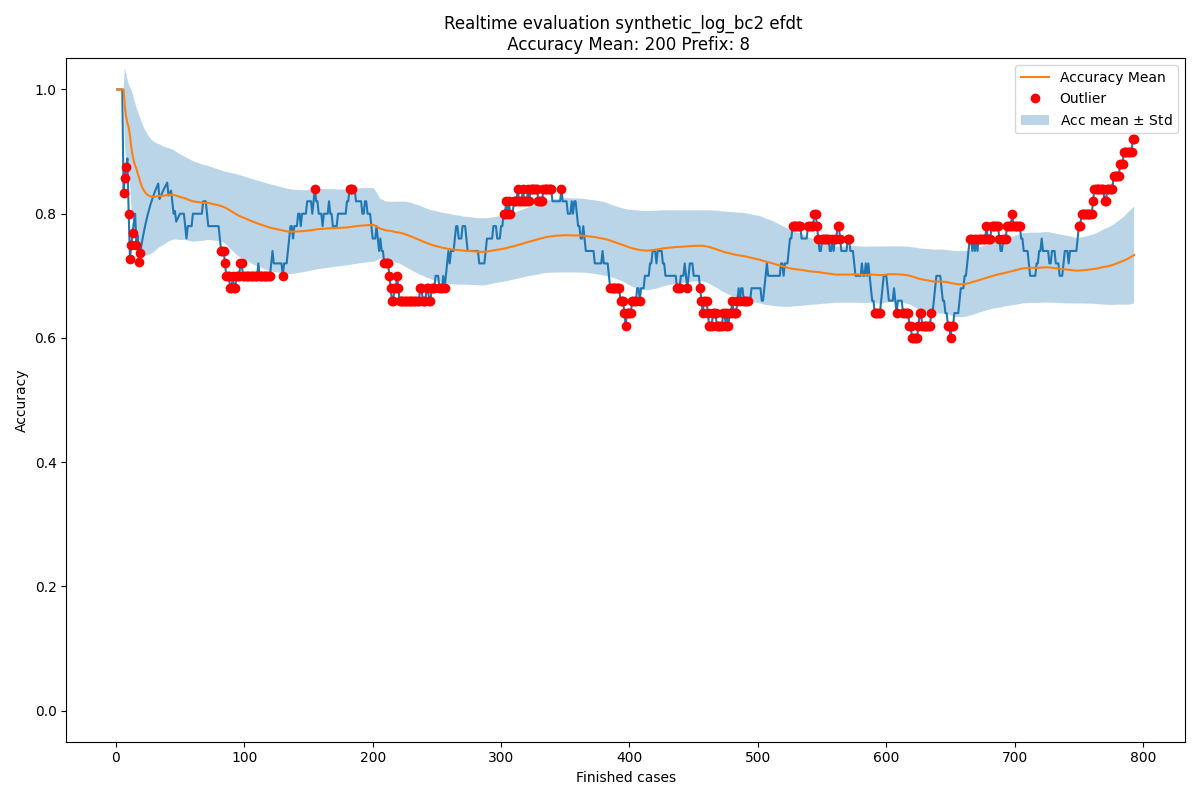 Realtime evaluation synthetic_log_bc2 efdt
Accuracy Mean: 200 Prefix: 8
Accuracy Mean
Outlier
Acc mean ± Std
Accuracy
1.0
0.8
0.6
0.4
0.2
0.0
0 100 200 300 400 500 600 700 800
Finished cases